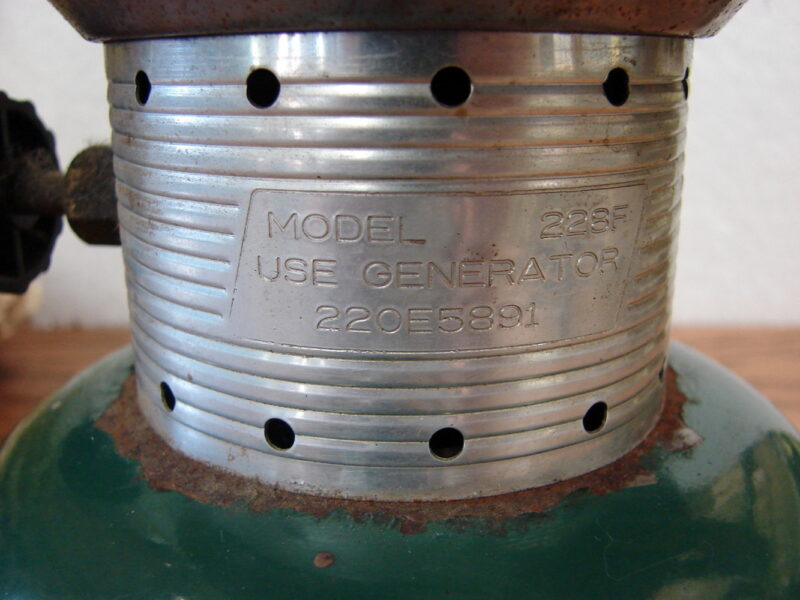 MODEL 228F
USE GENERATOR
220E5891